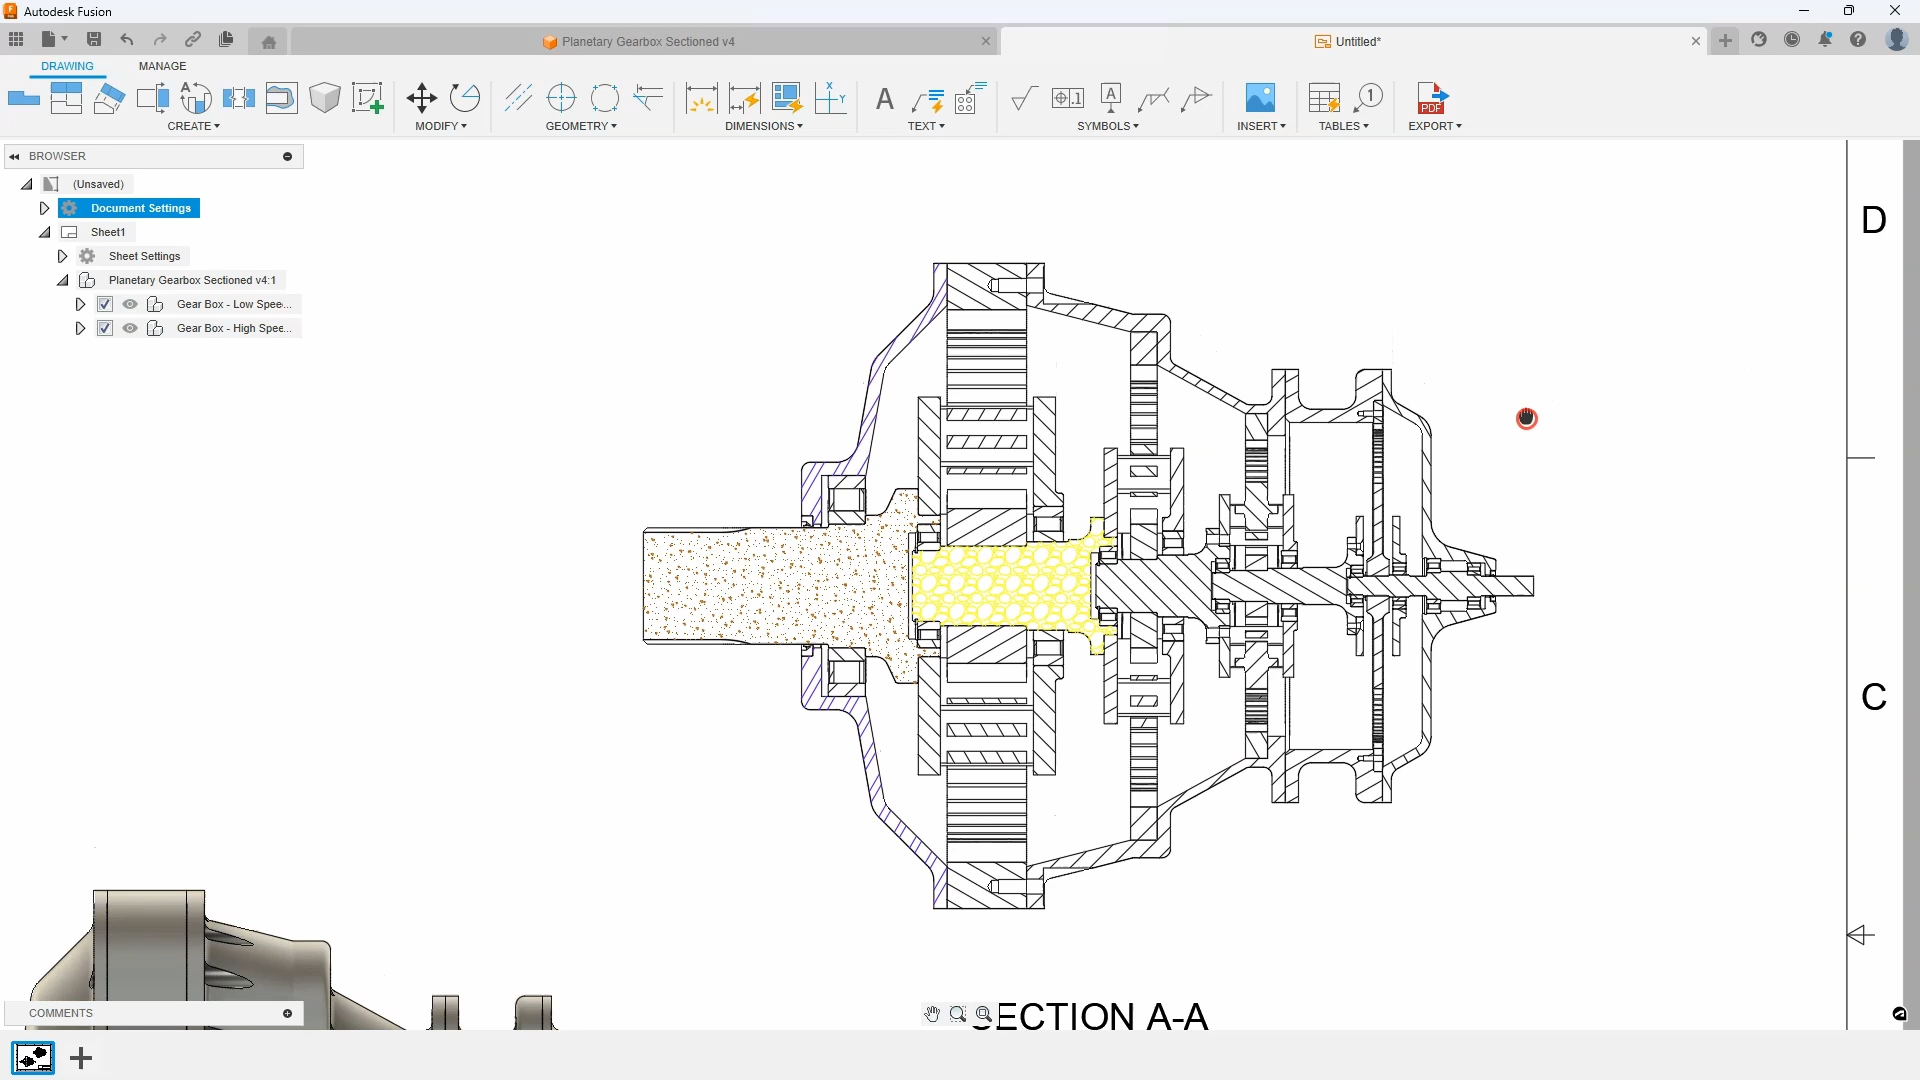 Autodesk Fusion
Planetary Gearbox Sectioned v4
Untitled*
DRAWING
MANAGE
CREATE
MODIFY
GEOMETRY
DIMENSIONS
TEXT
SYMBOLS
INSERT
TABLES
EXPORT
BROWSER
(Unsaved)
Document Settings
Sheet1
Sheet Settings
Planetary Gearbox Sectioned v4:1
Gear Box - Low Spee...
Gear Box - High Spee...
D
C
ECTION A-A
COMMENTS